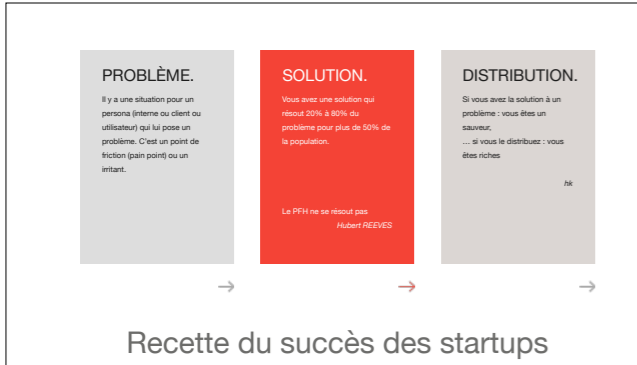 PROBLÈME.
Il y a une situation pour un
persona (interne ou client ou
utilisateur) qui lui pose un
problème. C'est un point de
friction (pain point) ou un
irritant.
SOLUTION.
Vous avez une solution qui
résout 20% à 80% du
problème pour plus de 50% de
la population.
Le PFH ne se résout pas
Hubert REEVES
DISTRIBUTION.
Si vous avez la solution à un
problème : vous êtes un
sauveur,
… si vous le distribuez : vous
êtes riches
hk
Recette du succès des startups